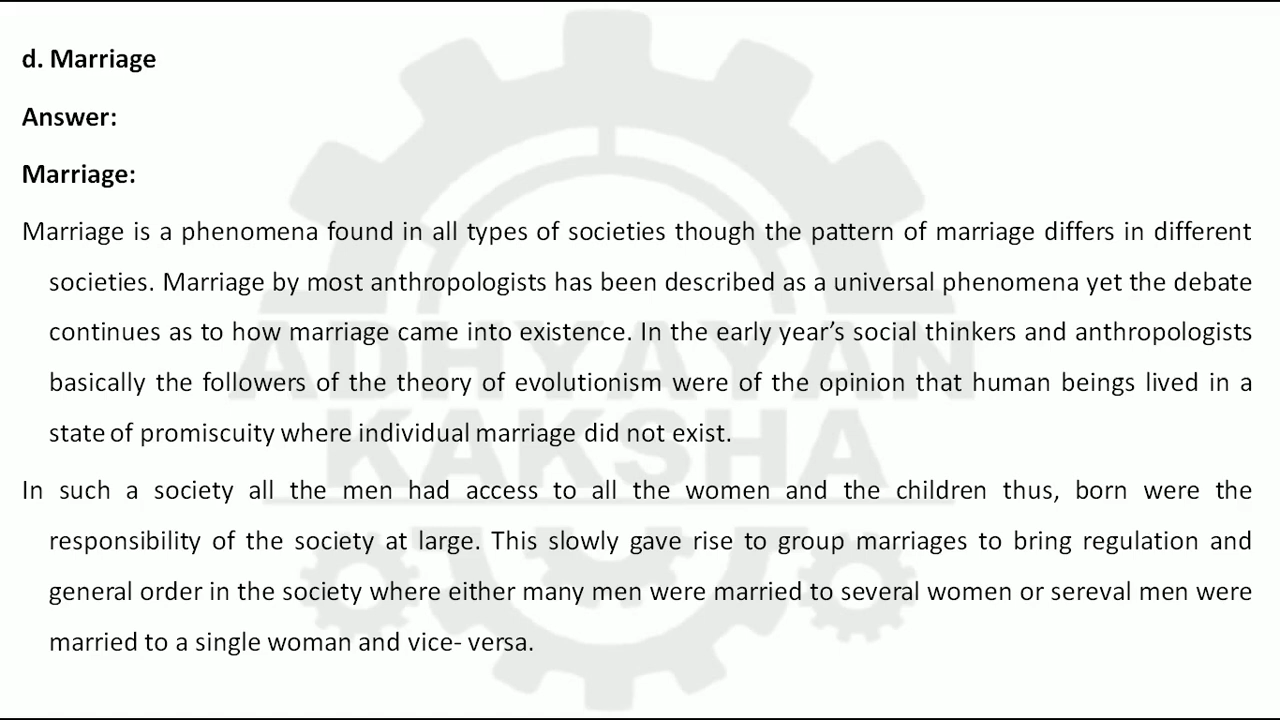 d. Marriage
Answer:
Marriage:
Marriage is a phenomena found in all types of societies though the pattern of marriage differs in different
societies. Marriage by most anthropologists has been described as a universal phenomena yet the debate
continues as to how marriage came into existence. In the early year’s social thinkers and anthropologists
basically the followers of the theory of evolutionism were of the opinion that human beings lived in a
state of promiscuity where individual marriage did not exist.
In such a society all the men had access to all the women and the children thus, born were the
responsibility of the society at large. This slowly gave rise to group marriages to bring regulation and
general order in the society where either many men were married to several women or sereval men were
married to a single woman and vice- versa.
ADHYAYAN
KAKSHA